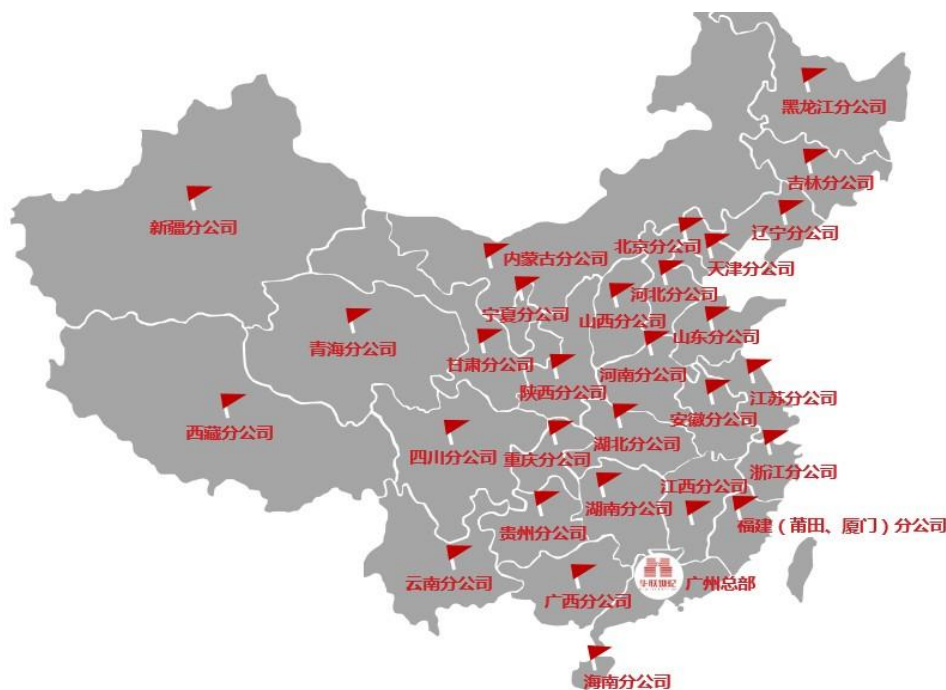 黑龙江分公司
吉林分公司
新疆分公司
辽宁分公司
北京分公司
内蒙古分公司
天津分公司
河北分公司
宁夏分公司
山西分公司
山东分公司
青海分公司
甘肃分公司
河南分公司
陕西分公司
江苏分公司
安徽分公司
西藏分公司
湖北分公司
四川分公司
重庆分公司
浙江分公司
江西分公司
贵州分公司
湖南分公司
福建（莆田、厦门）分公司
云南分公司
华联世纪
广州总部
广西分公司
海南分公司